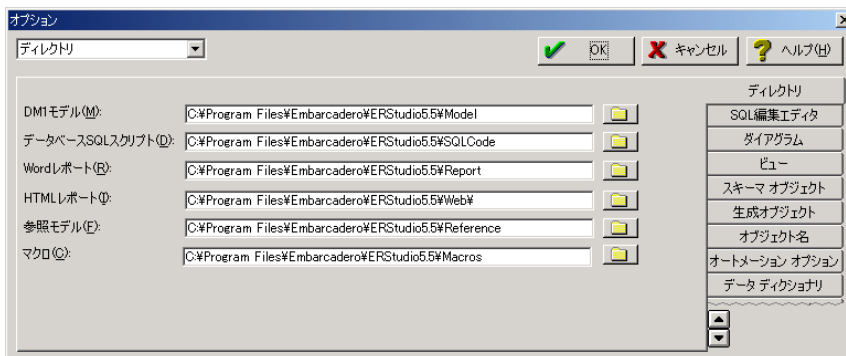 オプション
ディレクトリ
OK
キャンセル
ヘルプ(H)
ディレクトリ
DM1モデル(M):
C:¥Program Files¥Embarcadero¥ERStudio5.5¥Model
SQL編集エディタ
データベースSQLスクリプト(D):
C:¥Program Files¥Embarcadero¥ERStudio5.5¥SQLCode
ダイアグラム
Wordレポート(R):
C:¥Program Files¥Embarcadero¥ERStudio5.5¥Report
ビュー
スキーマ オブジェクト
HTMLレポート(I):
C:¥Program Files¥Embarcadero¥ERStudio5.5¥Web¥
生成オブジェクト
参照モデル(F):
C:¥Program Files¥Embarcadero¥ERStudio5.5¥Reference
オブジェクト名
マクロ(C):
C:¥Program Files¥Embarcadero¥ERStudio5.5¥Macros
オートメーション オプション
データ ディクショナリ